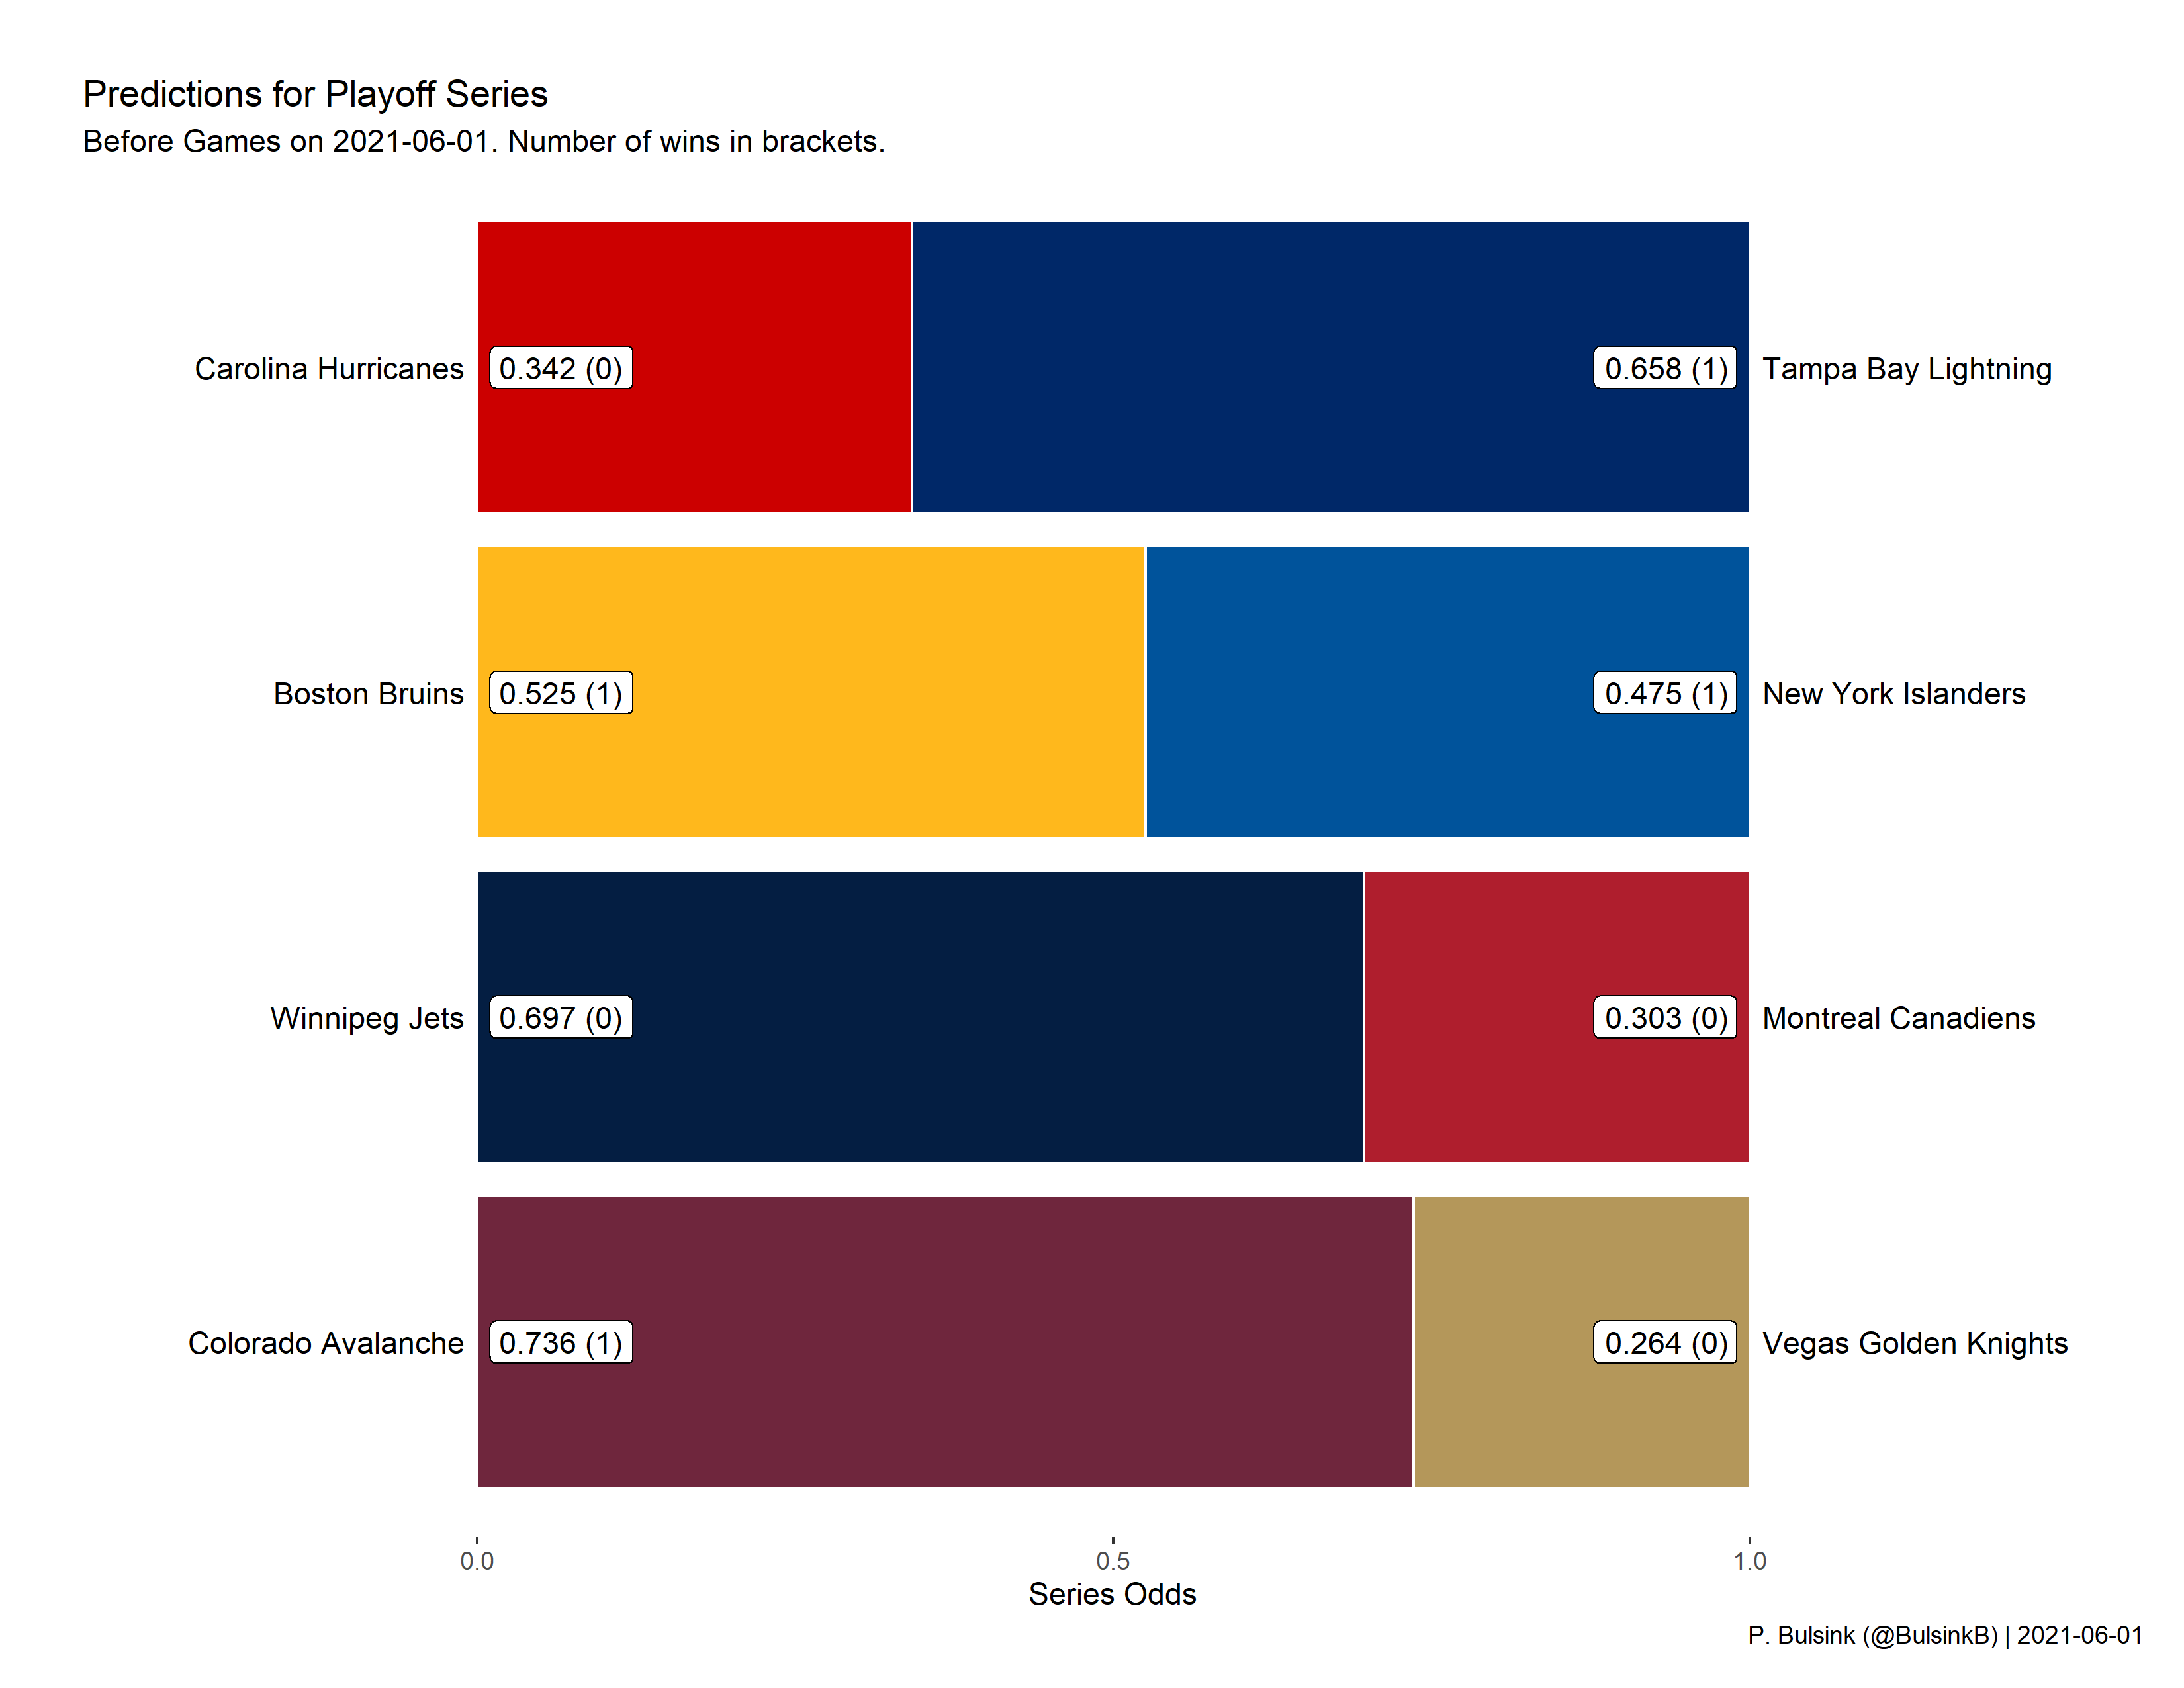 Predictions for Playoff Series
Before Games on 2021-06-01. Number of wins in brackets.
Carolina Hurricanes 0.342 (0) 0.658 (1) Tampa Bay Lightning
Boston Bruins 0.525 (1) 0.475 (1) New York Islanders
Winnipeg Jets 0.697 (0) 0.303 (0) Montreal Canadiens
Colorado Avalanche 0.736 (1) 0.264 (0) Vegas Golden Knights
0.0 0.5 1.0
Series Odds
P. Bulsink (@BulsinkB) | 2021-06-01